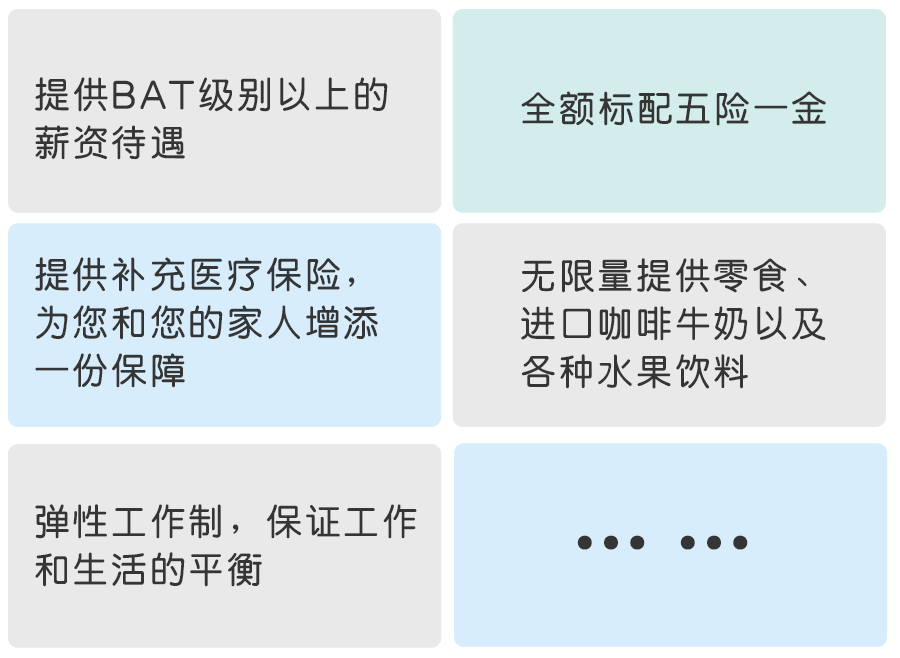 提供BAT级别以上的
薪资待遇
全额标配五险一金
提供补充医疗保险，
为您和您的家人增添
一份保障
无限量提供零食、
进口咖啡牛奶以及
各种水果饮料
弹性工作制，保证工作
和生活的平衡
… …